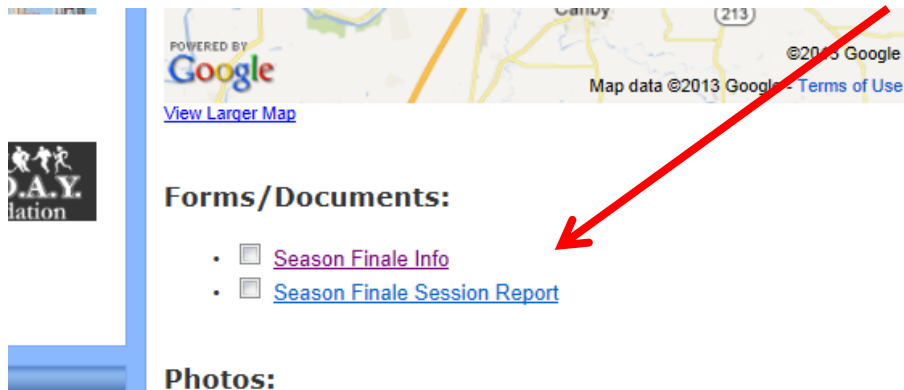 Canby
213
POWERED BY
Google
©2013 Google
Map data ©2013 Google - Terms of Use
View Larger Map
.A.Y.
dation
Forms/Documents:
• Season Finale Info
• Season Finale Session Report
Photos: